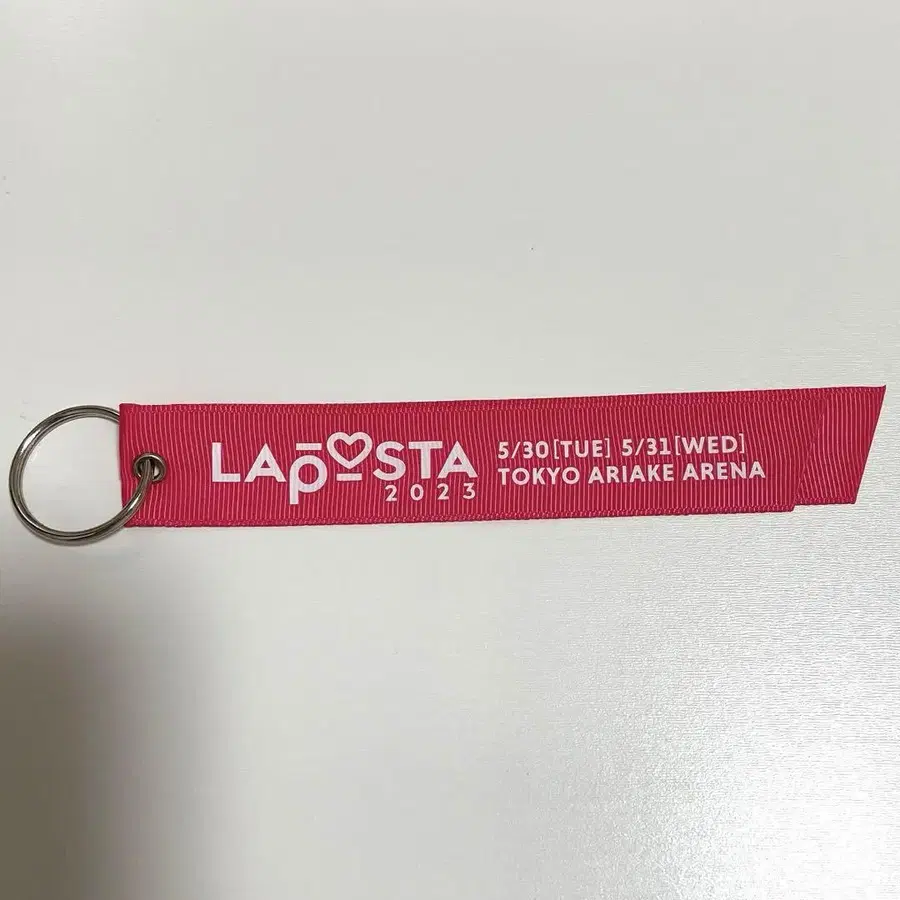 LAPOSTA
2023
5/30[TUE] 5/31[WED]
TOKYO ARIAKE ARENA